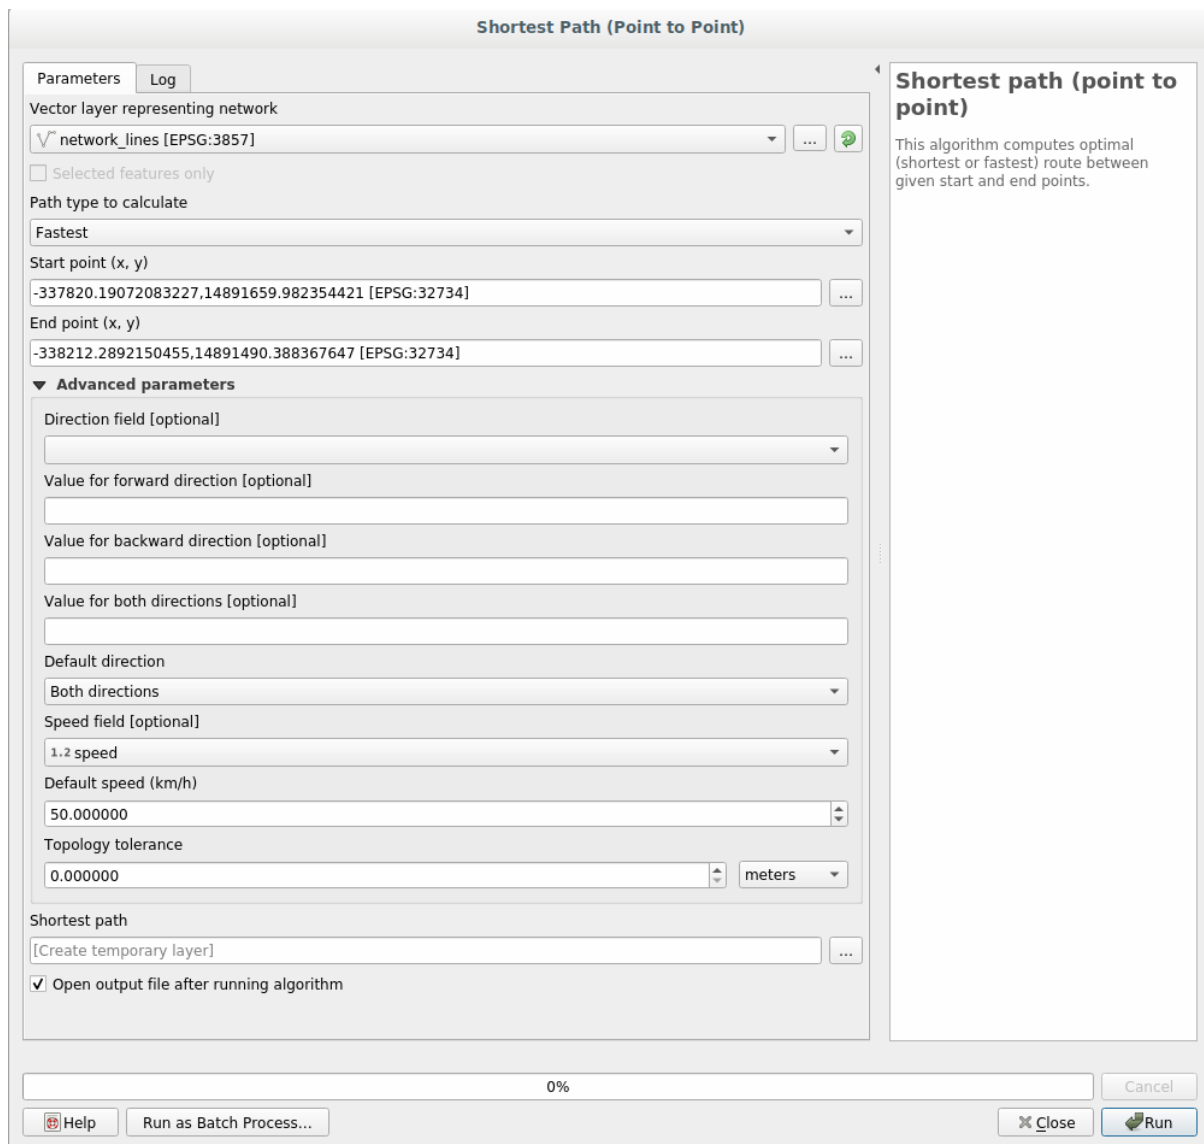 Shortest Path (Point to Point)
Parameters
Log
Vector layer representing network
network_lines [EPSG:3857]
...
Selected features only
Path type to calculate
Fastest
Start point (x, y)
-337820.19072083227,14891659.982354421 [EPSG:32734]
...
End point (x, y)
-338212.2892150455,14891490.388367647 [EPSG:32734]
...
Advanced parameters
Direction field [optional]
Value for forward direction [optional]
Value for backward direction [optional]
Value for both directions [optional]
Default direction
Both directions
Speed field [optional]
1.2 speed
Default speed (km/h)
50.000000
Topology tolerance
0.000000
meters
Shortest path
[Create temporary layer]
...
Open output file after running algorithm
Shortest path (point to
point)
This algorithm computes optimal
(shortest or fastest) route between
given start and end points.
0%
Cancel
Help
Run as Batch Process...
Close
Run